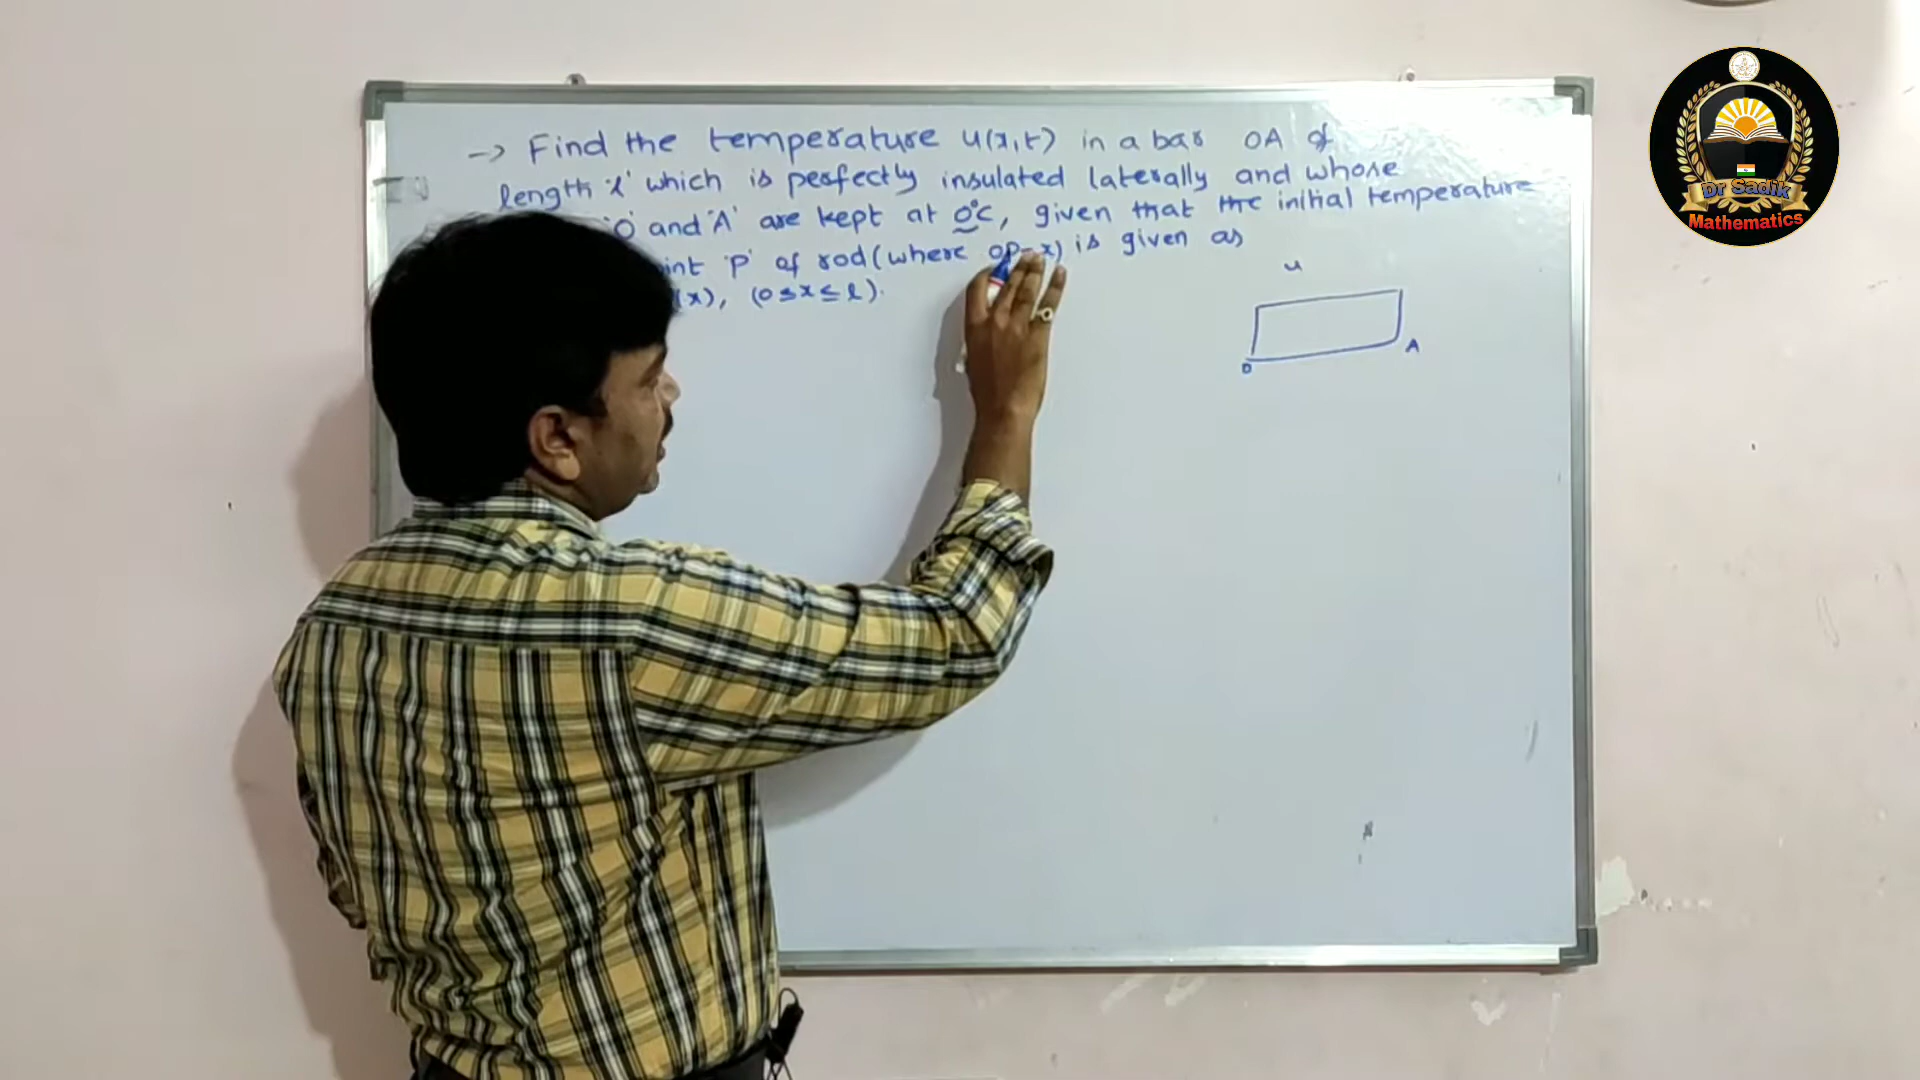 -> Find the temperature u(x,t) in a bar OA of
length 'l' which is perfectly insulated laterally and whose
'O' and 'A' are kept at 0°C, given that the initial temperature
int 'P' of rod (where OP=x) is given as
(x), (0≤x≤l).
u
O
A
Dr Sadik
Mathematics